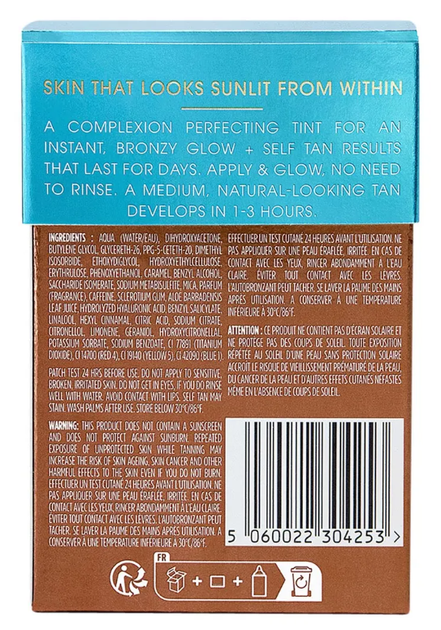 SKIN THAT LOOKS SUNLIT FROM WITHIN
A COMPLEXION PERFECTING TINT FOR AN
INSTANT, BRONZY GLOW + SELF TAN RESULTS
THAT LAST FOR DAYS. APPLY & GLOW, NO NEED
TO RINSE. A MEDIUM, NATURAL-LOOKING TAN
DEVELOPS IN 1-3 HOURS.
INGREDIENTS : AQUA (WATER/EAU), DIHYDROXYACETONE,
BUTYLENE GLYCOL, GLYCERETH-26, PPG-5-CETETH-20, DIMETHYL
ISOSORBIDE, ETHOXYDIGLYCOL, HYDROXYETHYLCELLULOSE,
ERYTHRULOSE, PHENOXYETHANOL, CARAMEL, BENZYL ALCOHOL,
SACCHARIDE ISOMERATE, SODIUM METABISULFITE, MICA, PARFUM
(FRAGRANCE), CAFFEINE, SCLEROTIUM GUM, ALOE BARBADENSIS
LEAF JUICE, HYDROLYZED HYALURONIC ACID, BENZYL SALICYLATE,
LINALOOL, HEXYL CINNAMAL, CITRIC ACID, SODIUM CITRATE,
CITRONELLOL, LIMONENE, GERANIOL, HYDROXYCITRONELLAL,
POTASSIUM SORBATE, SODIUM BENZOATE, CI 77891 (TITANIUM
DIOXIDE), CI 14700 (RED 4), CI 19140 (YELLOW 5), CI 42090 (BLUE 1).
PATCH TEST 24 HRS BEFORE USE. DO NOT APPLY TO SENSITIVE,
BROKEN, IRRITATED SKIN. DO NOT GET IN EYES, IF YOU DO RINSE
WELL WITH WATER. AVOID CONTACT WITH LIPS. SELF TAN MAY
STAIN. WASH PALMS AFTER USE. STORE BELOW 30°C/86°F.
WARNING: THIS PRODUCT DOES NOT CONTAIN A SUNSCREEN
AND DOES NOT PROTECT AGAINST SUNBURN. REPEATED
EXPOSURE OF UNPROTECTED SKIN WHILE TANNING MAY
INCREASE THE RISK OF SKIN AGEING, SKIN CANCER AND OTHER
HARMFUL EFFECTS TO THE SKIN EVEN IF YOU DO NOT BURN.
EFFECTUER UN TEST CUTANE 24 HEURES AVANT L'UTILISATION. NE
PAS APPLIQUER SUR UNE PEAU ERAFLÉE, IRRITÉE. EN CAS DE
CONTACT AVEC LES YEUX, RINCER ABONDAMMENT À L'EAU CLAIRE.
ÉVITER TOUT CONTACT AVEC LES LÈVRES. L'AUTOBRONZANT PEUT
TACHER. SE LAVER LA PAUME DES MAINS APRÈS UTILISATION. A
CONSERVER A UNE TEMPÉRATURE INFÉRIEURE À 30°C/86°F.
EFFECTUER UN TEST CUTANE 24 HEURES AVANT L'UTILISATION. NE
PAS APPLIQUER SUR UNE PEAU ERAFLÉE, IRRITÉE. EN CAS DE
CONTACT AVEC LES YEUX, RINCER ABONDAMMENT À L'EAU
CLAIRE. ÉVITER TOUT CONTACT AVEC LES LÈVRES.
L'AUTOBRONZANT PEUT TACHER. SE LAVER LA PAUME DES MAINS
APRÈS UTILISATION A CONSERVER À UNE TEMPÉRATURE
INFÉRIEURE À 30°C/86°F.
ATTENTION : CE PRODUIT NE CONTIENT PAS D'ÉCRAN SOLAIRE ET
NE PROTÈGE PAS DES COUPS DE SOLEIL. TOUTE EXPOSITION
RÉPÉTÉE AU SOLEIL D'UNE PEAU SANS PROTECTION SOLAIRE
ACCROÎT LE RISQUE DE VIEILLISSEMENT PRÉMATURÉ DE LA PEAU,
DU CANCER DE LA PEAU ET D'AUTRES EFFETS CUTANES NÉFASTES
MÊME EN L'ABSENCE DE COUPS DE SOLEIL.
5 060022 304253 >
FR